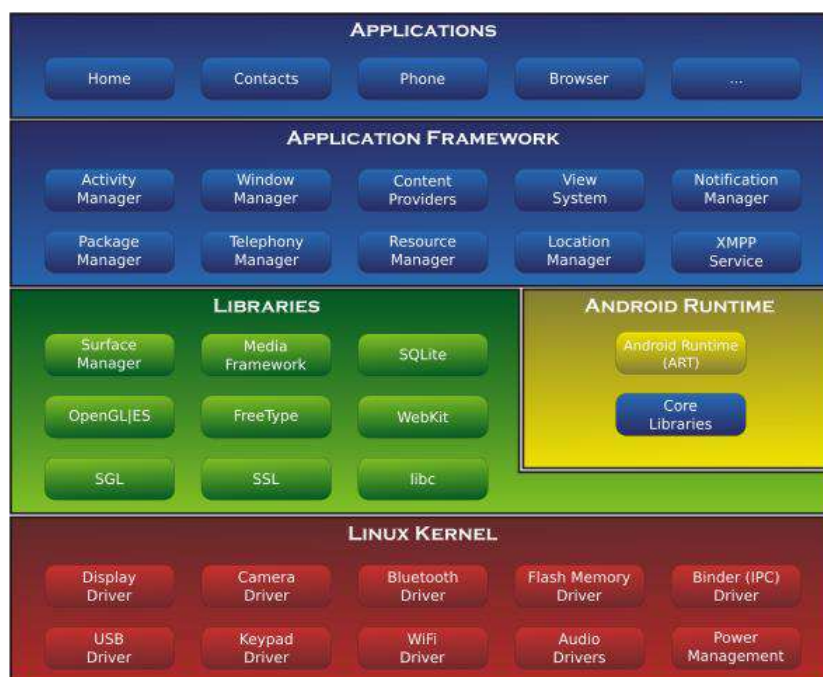 APPLICATIONS
Home
Contacts
Phone
Browser
...
APPLICATION FRAMEWORK
Activity
Manager
Window
Manager
Content
Providers
View
System
Notification
Manager
Package
Manager
Telephony
Manager
Resource
Manager
Location
Manager
XMPP
Service
LIBRARIES
Surface
Manager
Media
Framework
SQLite
OpenGL|ES
FreeType
WebKit
SGL
SSL
libc
ANDROID RUNTIME
Android Runtime
(ART)
Core
Libraries
LINUX KERNEL
Display
Driver
Camera
Driver
Bluetooth
Driver
Flash Memory
Driver
Binder (IPC)
Driver
USB
Driver
Keypad
Driver
WiFi
Driver
Audio
Drivers
Power
Management